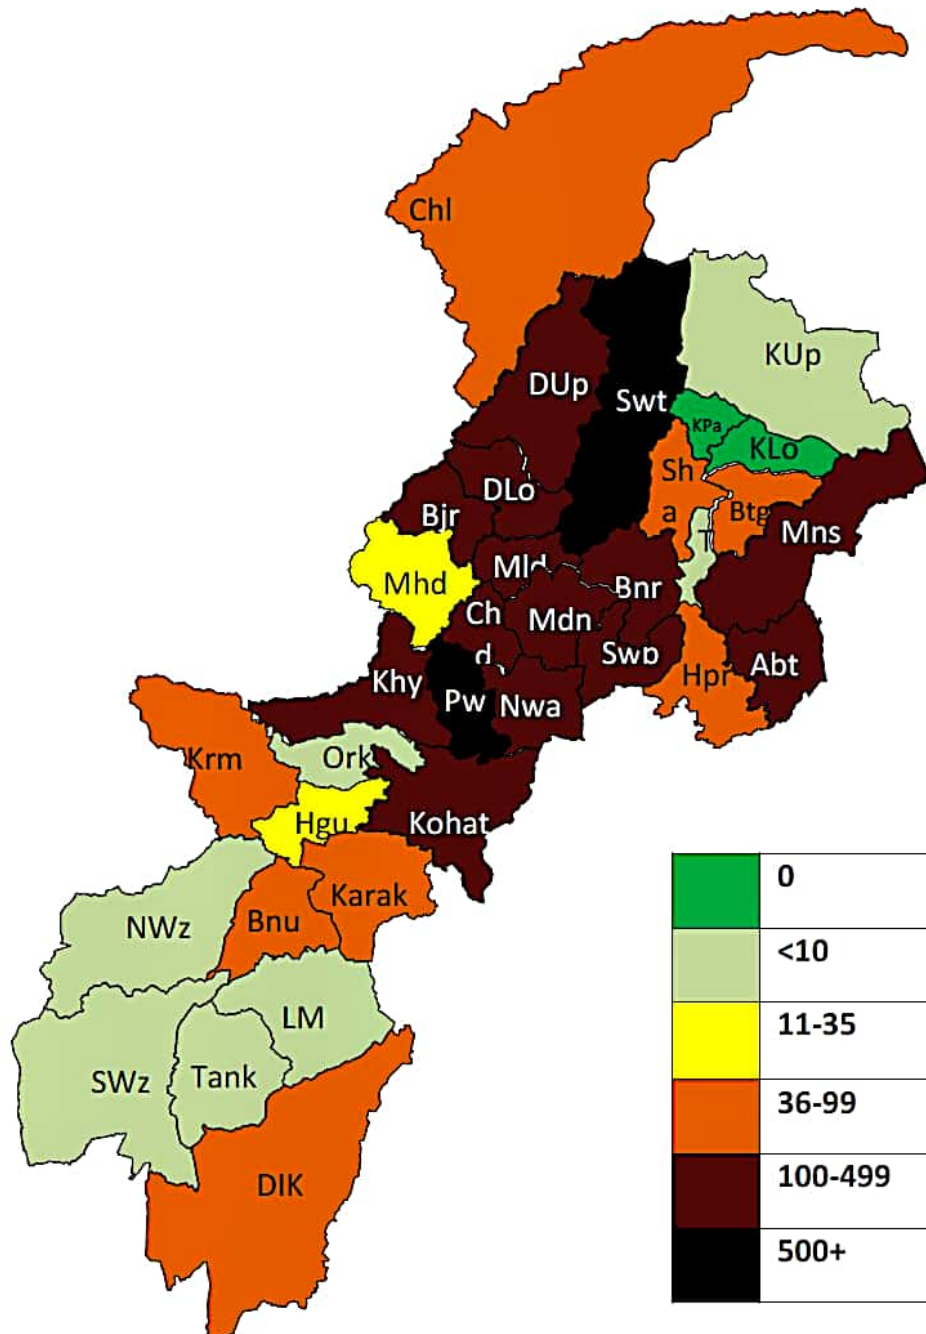 Chl
KUp
DUp
Swt
KPa
KLo
Sh
a
DLo
Btg
Bjr
Mns
T
Mld
Mhd
Bnr
Ch
d
Mdn
Swb
Abt
Hpr
Khy
Pw
Nwa
Krm
Ork
Hgu
Kohat
Karak
Bnu
NWz
LM
Tank
SWz
DIK
0
<10
11-35
36-99
100-499
500+